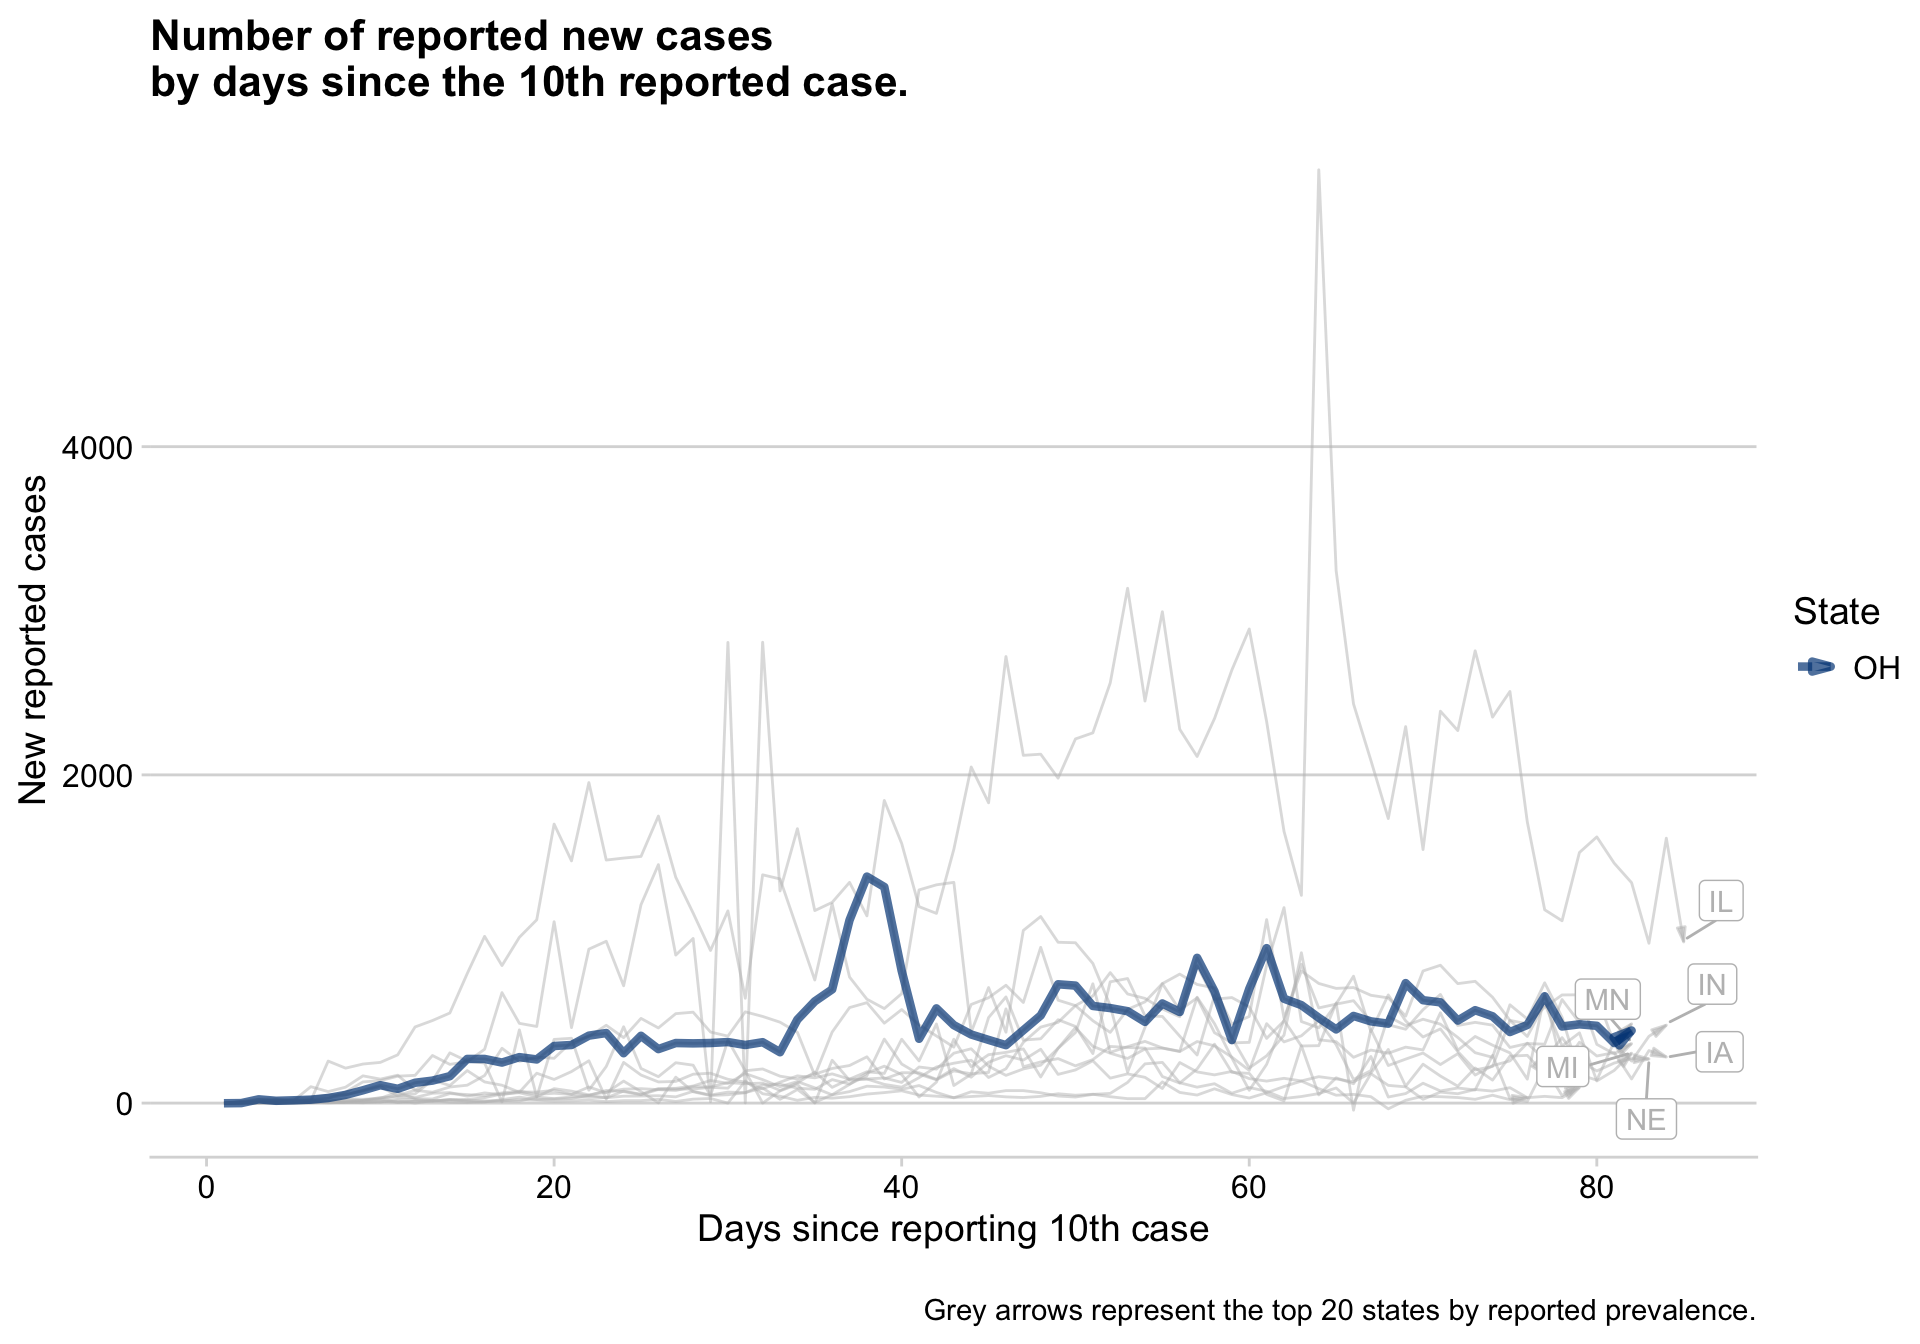 Number of reported new cases
by days since the 10th reported case.
New reported cases
4000
2000
0
0
20
40
60
80
Days since reporting 10th case
IL
IN
MN
IA
MI
NE
State
OH
Grey arrows represent the top 20 states by reported prevalence.